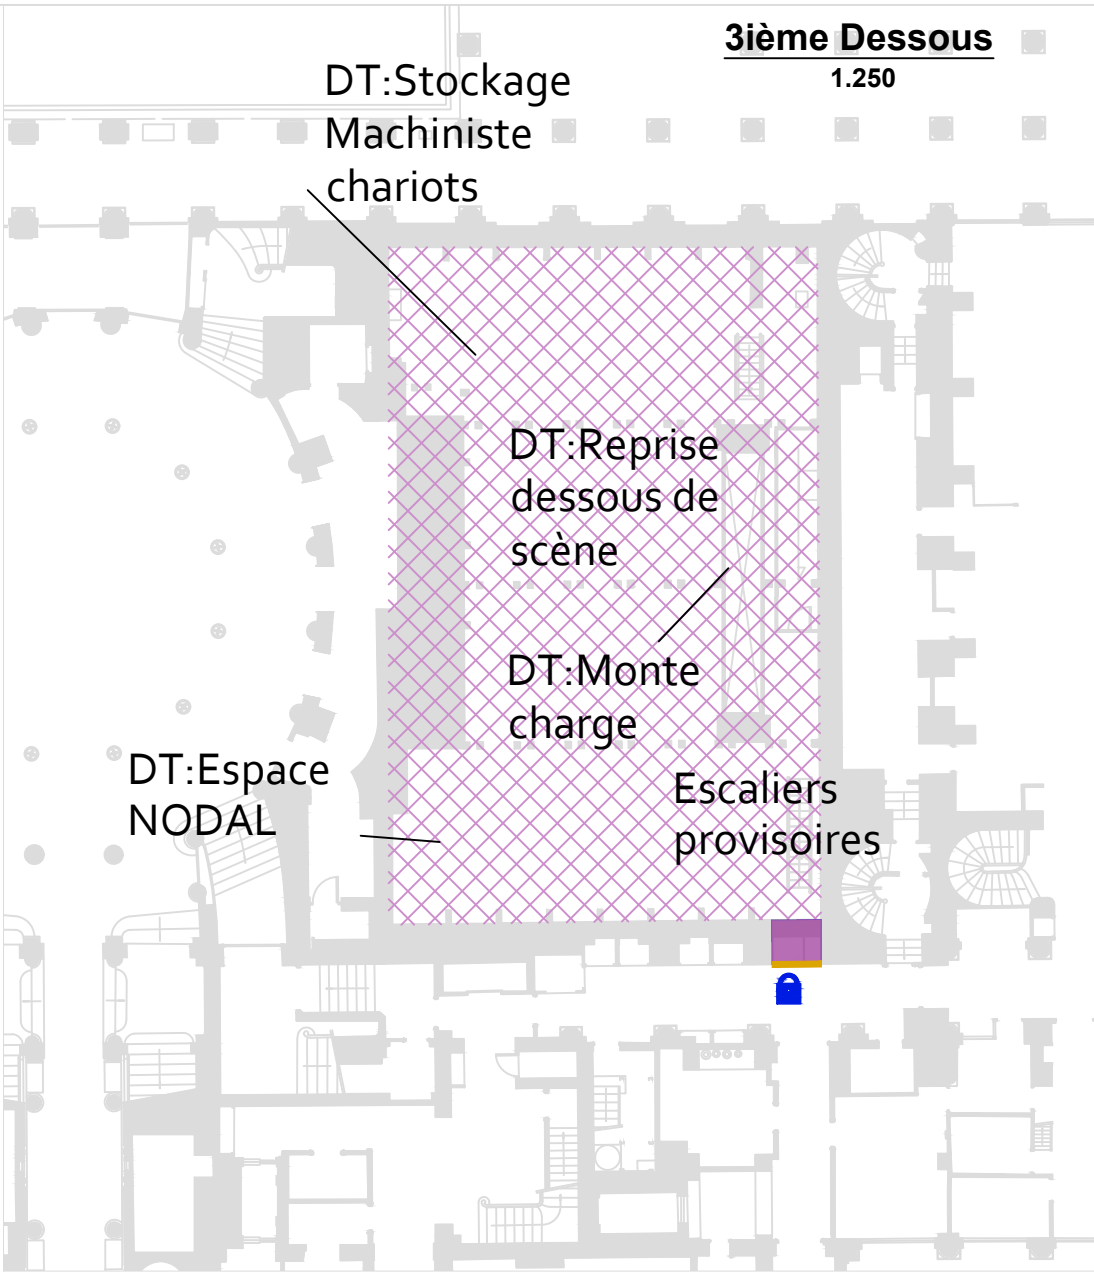 3ième Dessous
1.250
DT:Stockage
Machiniste
chariots
DT:Reprise
dessous de
scène
DT:Monte
charge
DT:Espace
NODAL
Escaliers
provisoires